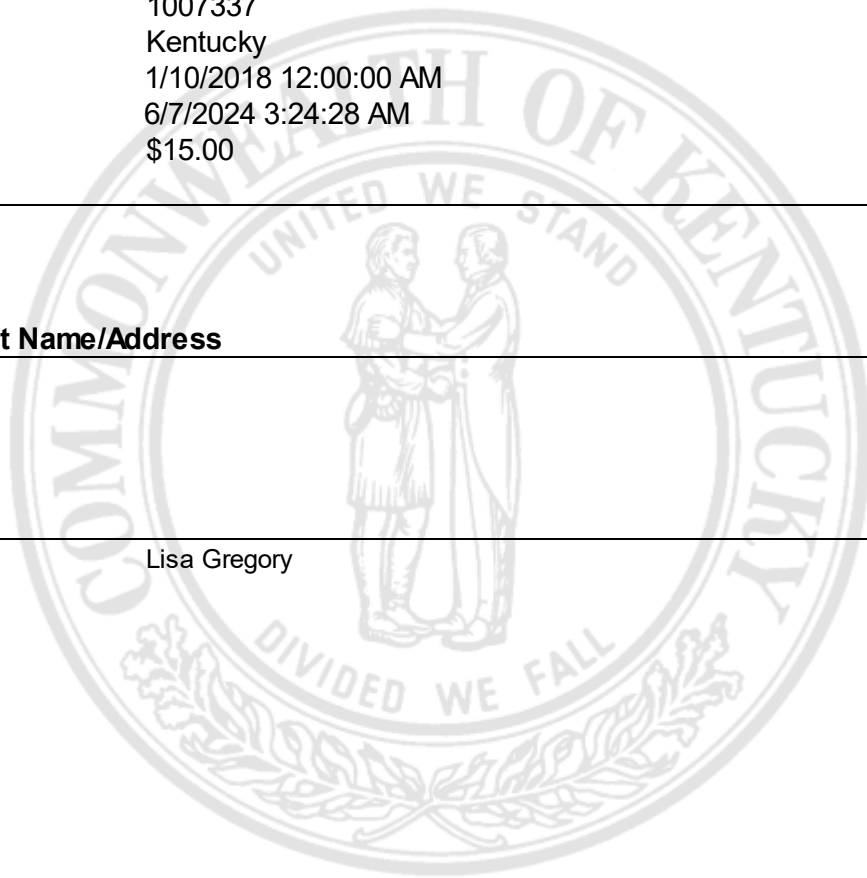 1007337
Kentucky
1/10/2018 12:00:00 AM
6/7/2024 3:24:28 AM
$15.00
COMMONWEALTH OF KENTUCKY
UNITED WE STAND
t Name/Address
Lisa Gregory
DIVIDED WE FALL